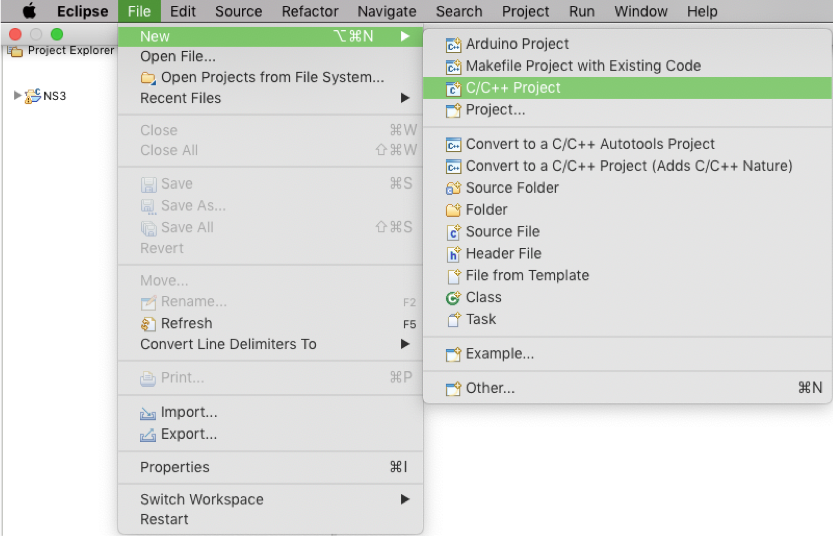 Eclipse File Edit Source Refactor Navigate Search Project Run Window Help
Project Explorer
NS3
New ⌥⌘N ▶
Open File...
Open Projects from File System...
Recent Files ▶
Close ⌘W
Close All ⇧⌘W
Save ⌘S
Save As...
Save All ⇧⌘S
Revert
Move...
Rename... F2
Refresh F5
Convert Line Delimiters To ▶
Print... ⌘P
Import...
Export...
Properties ⌘I
Switch Workspace ▶
Restart
Arduino Project
Makefile Project with Existing Code
C/C++ Project
Project...
Convert to a C/C++ Autotools Project
Convert to a C/C++ Project (Adds C/C++ Nature)
Source Folder
Folder
Source File
Header File
File from Template
Class
Task
Example...
Other... ⌘N